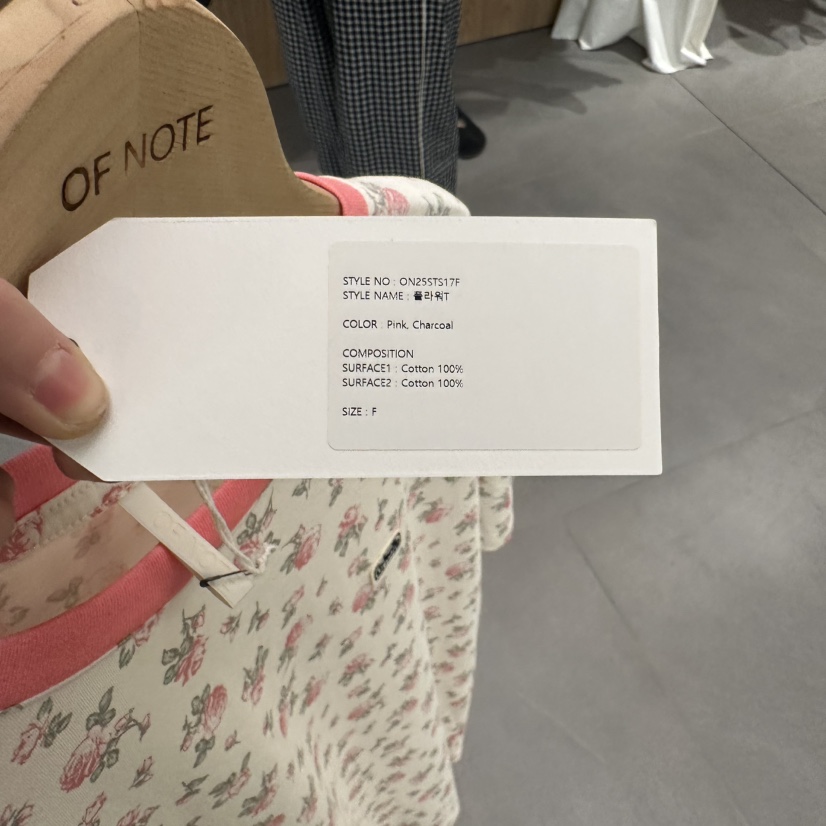 OF NOTE
STYLE NO : ON25STS17F
STYLE NAME : 플라워T
COLOR : Pink, Charcoal
COMPOSITION
SURFACE1 : Cotton 100%
SURFACE2 : Cotton 100%
SIZE : F